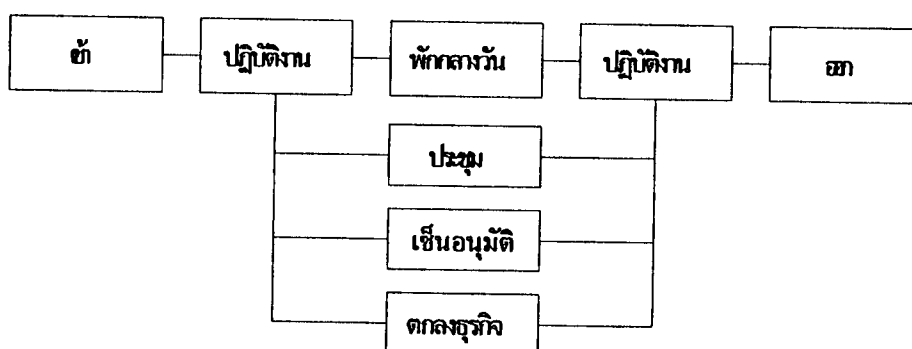 เข้า
ปฏิบัติงาน
พักกลางวัน
ปฏิบัติงาน
ออก
ประชุม
เซ็นอนุมัติ
ตกลงธุรกิจ